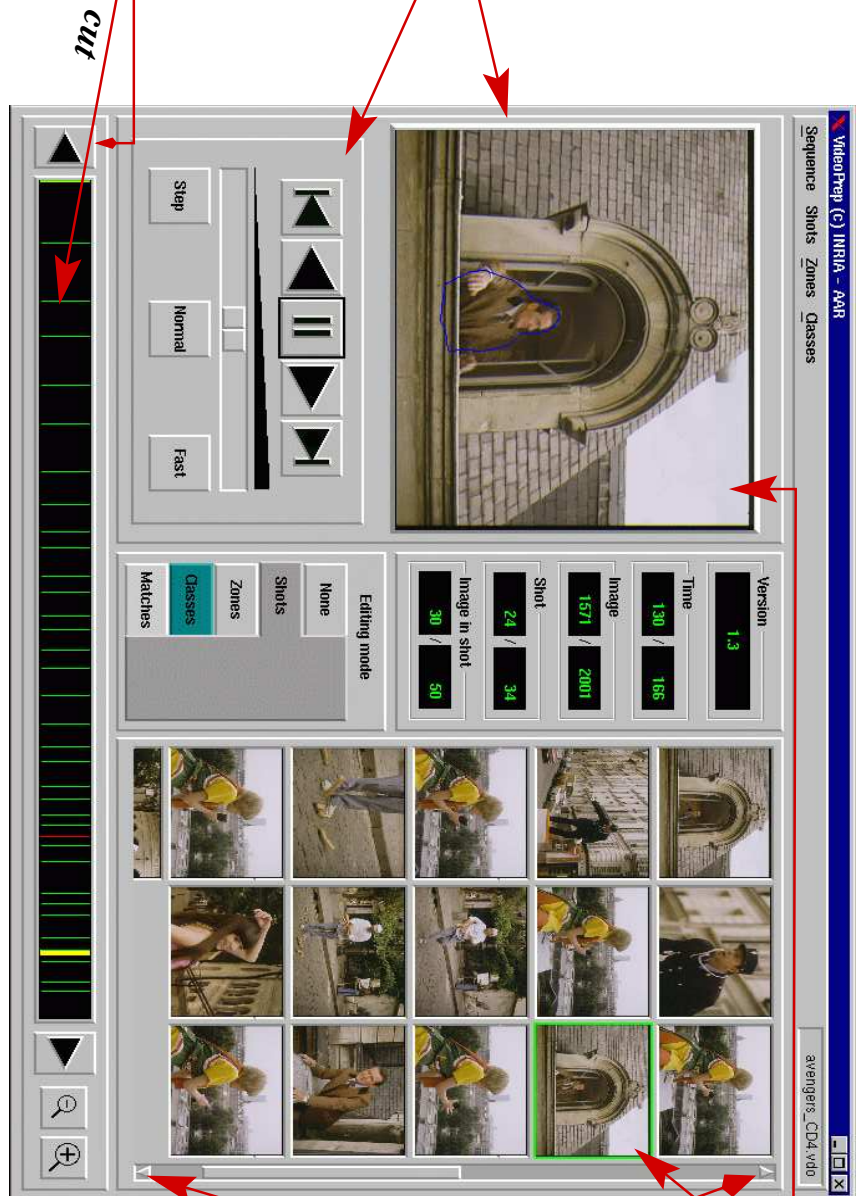 VideoPrep (c) INRIA - AAR
Sequence Shots Zones Classes
avengers_CD4.vdo
Version
1.3
Time
130 / 166
Image
1571 / 2001
Shot
24 / 34
Image in shot
30 / 50
Editing mode
None
Shots
Zones
Classes
Matches
Step Normal Fast
cut